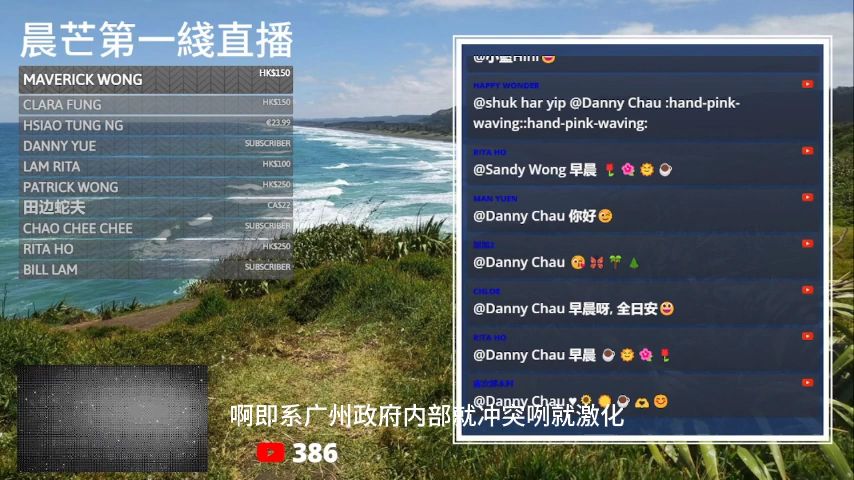 晨芒第一綫直播
MAVERICK WONG HK$150
CLARA FUNG HK$150
HSIAO TUNG NG €23.99
DANNY YUE SUBSCRIBER
LAM RITA HK$100
PATRICK WONG HK$250
田边蛇夫 CA$22
CHAO CHEE CHEE SUBSCRIBER
RITA HO HK$250
BILL LAM SUBSCRIBER
HAPPY WONDER
@shuk har yip @Danny Chau :hand-pink-
waving::hand-pink-waving:
RITA HO
@Sandy Wong 早晨 🌷🌺🌞☕
MAN YUEN
@Danny Chau 你好😉
@Danny Chau 😘🦋🌴🌲
CHLOE
@Danny Chau 早晨呀, 全日安😃
RITA HO
@Danny Chau 早晨 ☕🌞🌺🌷
@Danny Chau ♥🌻🌼☕🫶😊
啊即系广州政府内部就冲突咧就激化
386